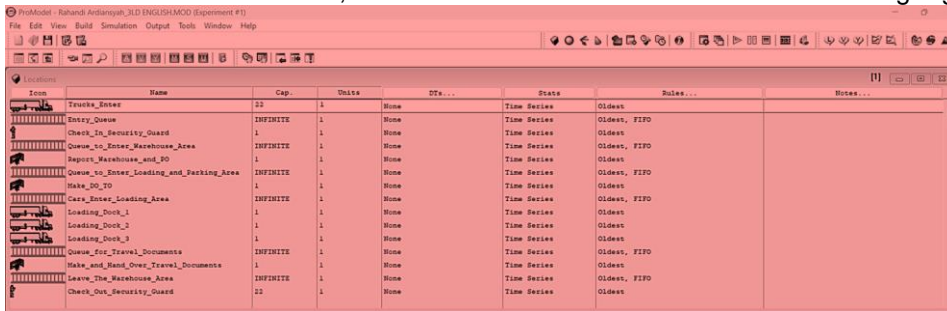 ProModel - Rahandi Ardiansyah_3LD ENGLISH.MOD (Experiment #1)
File Edit View Build Simulation Output Tools Window Help
Locations [1]
Icon Name Cap. Units DTs... Stats Rules... Notes...
Trucks_Enter 22 1 None Time Series Oldest
Entry_Queue INFINITE 1 None Time Series Oldest, FIFO
Check_In_Security_Guard 1 1 None Time Series Oldest
Queue_to_Enter_Warehouse_Area INFINITE 1 None Time Series Oldest, FIFO
Report_Warehouse_and_PO 1 1 None Time Series Oldest
Queue_to_Enter_Loading_and_Parking_Area INFINITE 1 None Time Series Oldest, FIFO
Make_DO_TO 1 1 None Time Series Oldest
Cars_Enter_Loading_Area INFINITE 1 None Time Series Oldest, FIFO
Loading_Dock_1 1 1 None Time Series Oldest
Loading_Dock_2 1 1 None Time Series Oldest
Loading_Dock_3 1 1 None Time Series Oldest
Queue_for_Travel_Documents INFINITE 1 None Time Series Oldest, FIFO
Make_and_Hand_Over_Travel_Documents 1 1 None Time Series Oldest
Leave_The_Warehouse_Area INFINITE 1 None Time Series Oldest, FIFO
Check_Out_Security_Guard 22 1 None Time Series Oldest